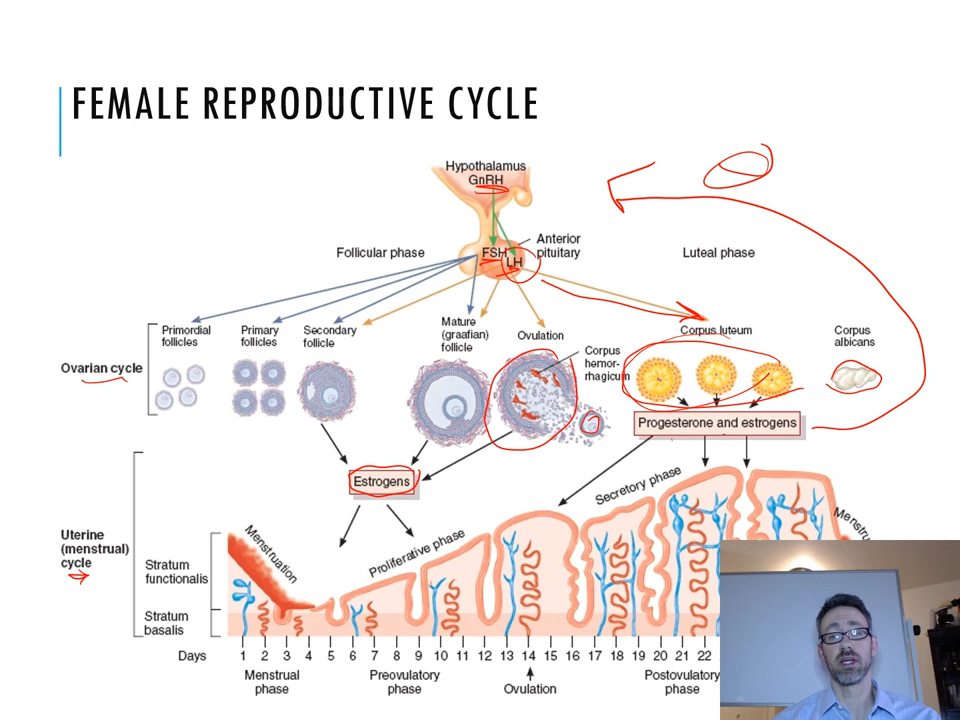 FEMALE REPRODUCTIVE CYCLE
Hypothalamus
GnRH
Follicular phase
FSH
LH
Anterior
pituitary
Luteal phase
Ovarian cycle
Primordial
follicles
Primary
follicles
Secondary
follicle
Mature
(graafian)
follicle
Ovulation
Corpus
hemor-
rhagicum
Corpus luteum
Corpus
albicans
Progesterone and estrogens
Estrogens
Uterine
(menstrual)
cycle
Stratum
functionalis
Stratum
basalis
Menstruation
Proliferative phase
Secretory phase
Days 1 2 3 4 5 6 7 8 9 10 11 12 13 14 15 16 17 18 19 20 21 22
Menstrual
phase
Preovulatory
phase
Ovulation
Postovulatory
phase